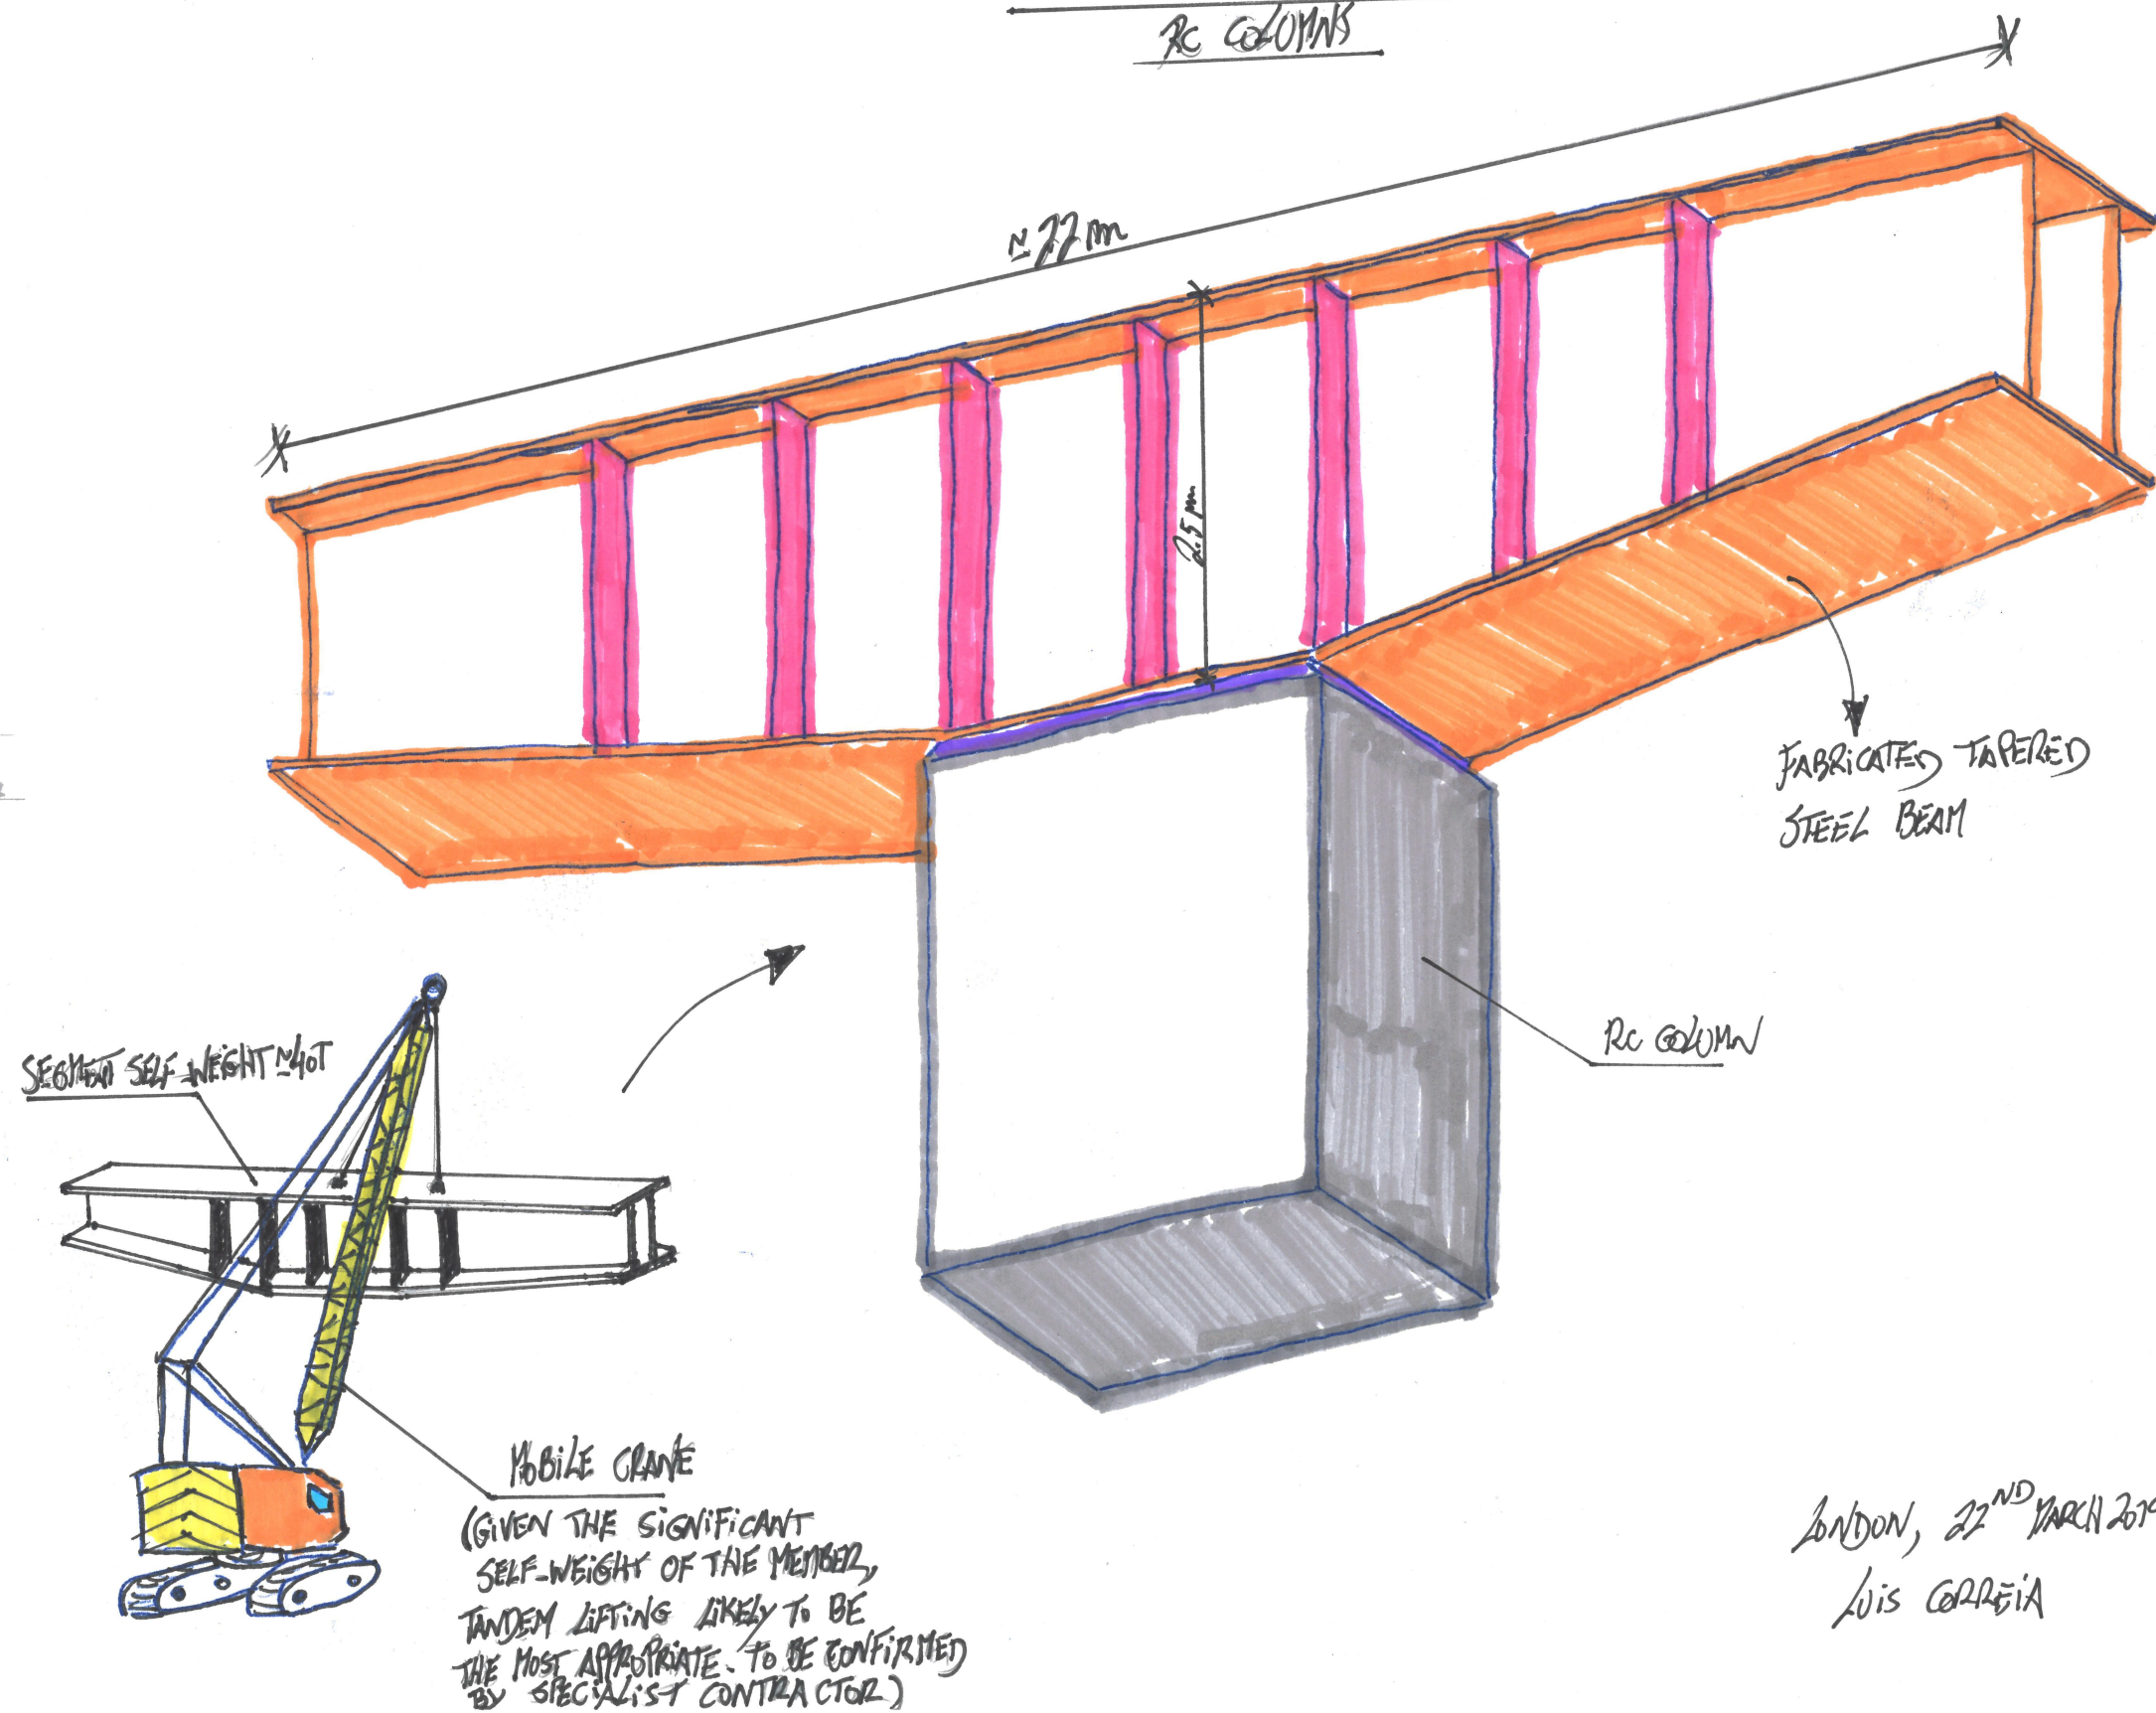 RC COLUMNS
≃22m
2.5m
FABRICATED TAPERED
STEEL BEAM
RC COLUMN
SEGMENT SELF-WEIGHT ≃40T
MOBILE CRANE
(GIVEN THE SIGNIFICANT
SELF-WEIGHT OF THE MEMBER,
TANDEM LIFTING LIKELY TO BE
THE MOST APPROPRIATE. TO BE CONFIRMED
BY SPECIALIST CONTRACTOR)
LONDON, 22ND MARCH
LUIS CORREIA